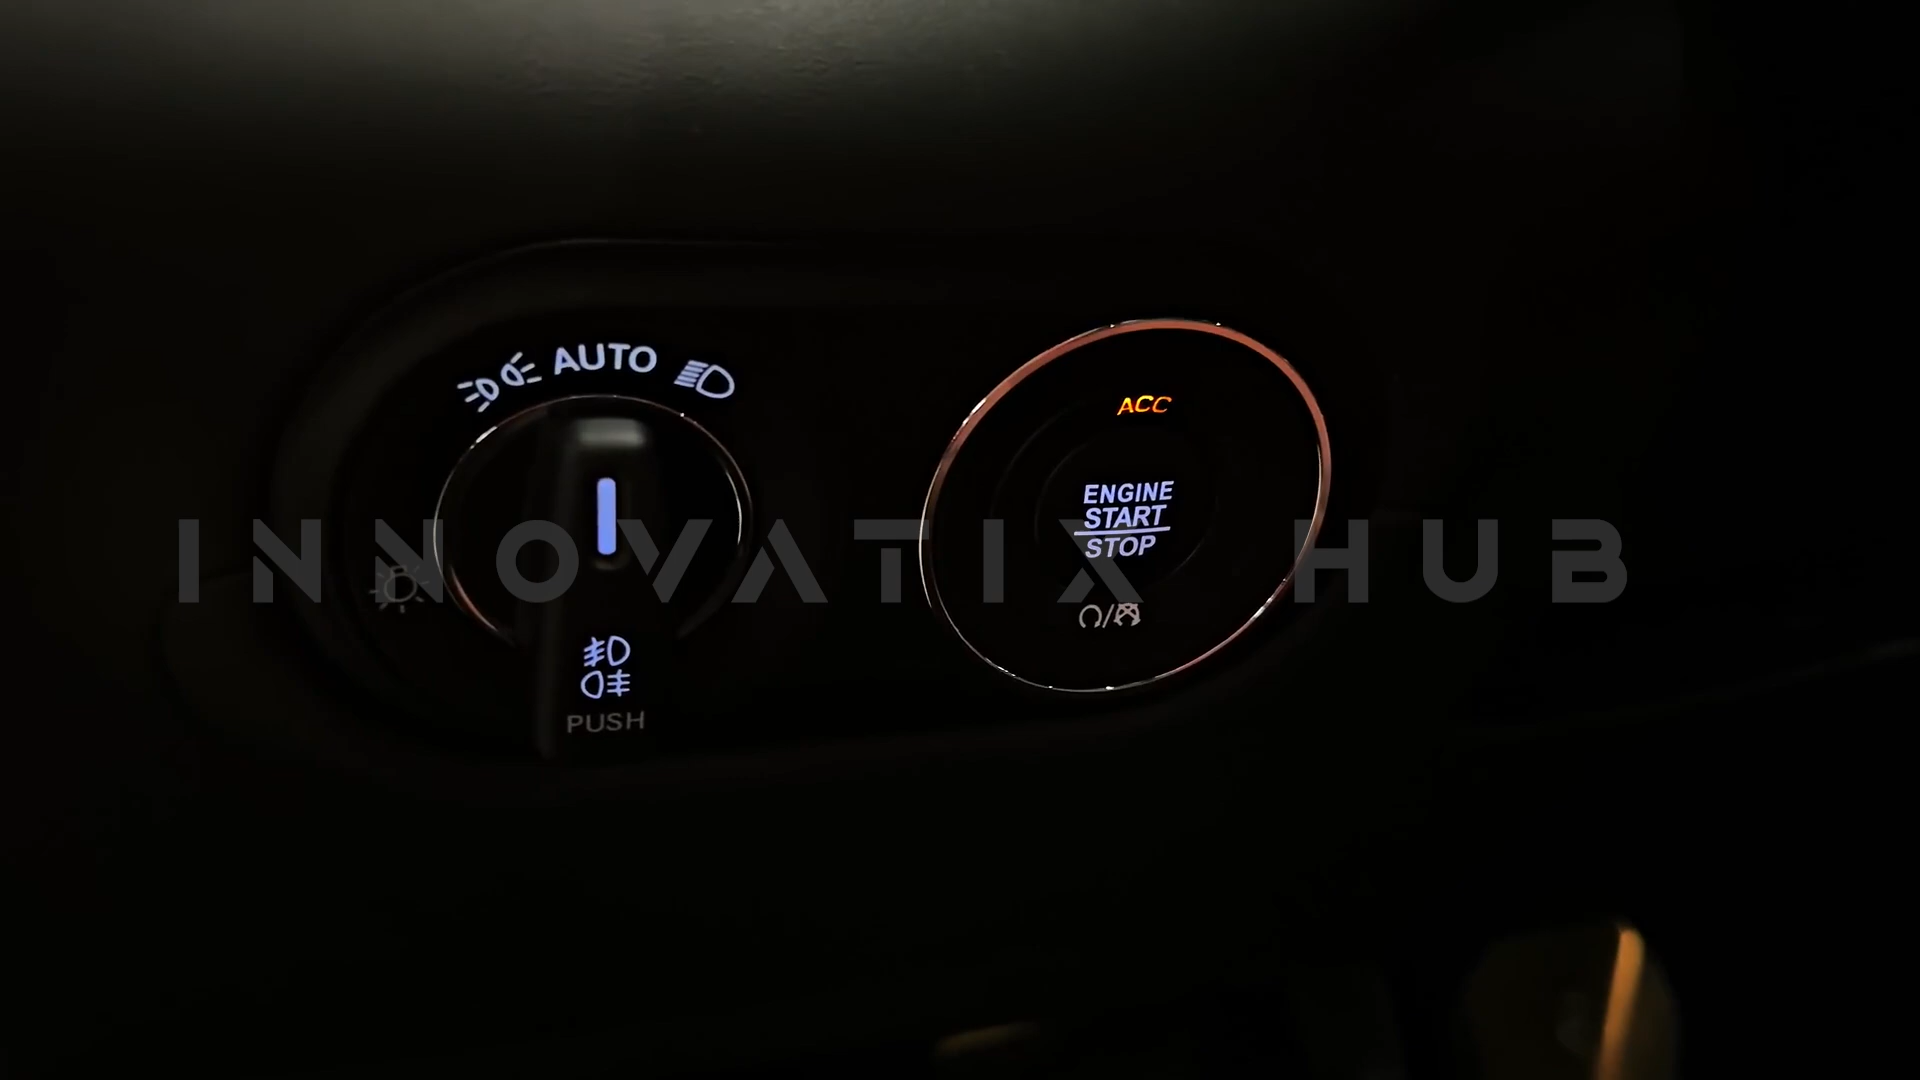 AUTO
ACC
ENGINE
START
STOP
INNOVATIX HUB
PUSH